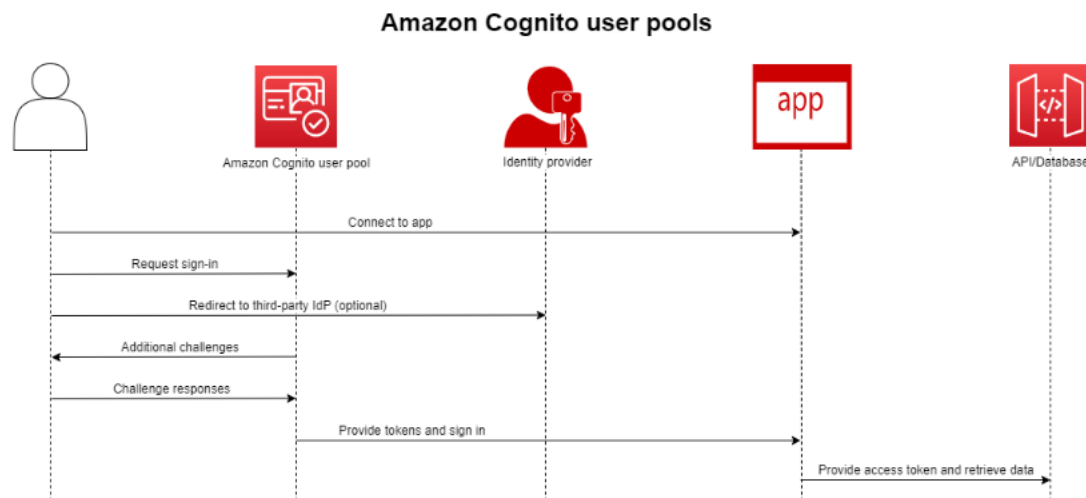 Amazon Cognito user pools
app
Amazon Cognito user pool
Identity provider
API/Database
Connect to app
Request sign-in
Redirect to third-party IdP (optional)
Additional challenges
Challenge responses
Provide tokens and sign in
Provide access token and retrieve data